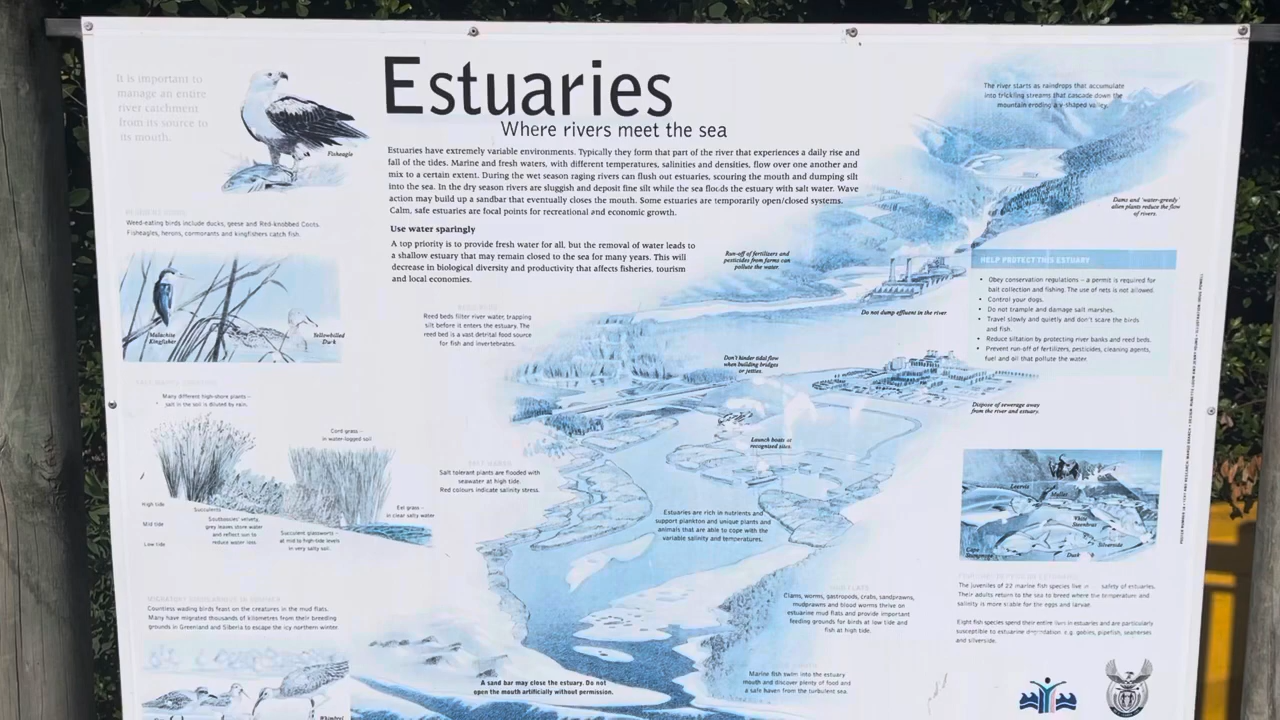 It is important to
manage an entire
river catchment
from its source to
its mouth.
Fisheagle
Estuaries
Where rivers meet the sea
Estuaries have extremely variable environments. Typically they form that part of the river that experiences a daily rise and
fall of the tides. Marine and fresh waters, with different temperatures, salinities and densities, flow over one another and
mix to a certain extent. During the wet season raging rivers can flush out estuaries, scouring the mouth and dumping silt
into the sea. In the dry season rivers are sluggish and deposit fine silt while the sea floods the estuary with salt water. Wave
action may build up a sandbar that eventually closes the mouth. Some estuaries are temporarily open/closed systems.
Calm, safe estuaries are focal points for recreational and economic growth.
Use water sparingly
A top priority is to provide fresh water for all, but the removal of water leads to
a shallow estuary that may remain closed to the sea for many years. This will
decrease in biological diversity and productivity that affects fisheries, tourism
and local economies.
The river starts as raindrops that accumulate
into trickling streams that cascade down the
mountain eroding a v-shaped valley.
Dams and 'water-greedy'
alien plants reduce the flow
of rivers.
Weed-eating birds include ducks, geese and Red-knobbed Coots.
Fisheagles, herons, cormorants and kingfishers catch fish.
Malachite
Kingfisher
Yellowbilled
Duck
Run-off of fertilizers and
pesticides from farms can
pollute the water.
Do not dump effluent in the river
HELP PROTECT THIS ESTUARY
• Obey conservation regulations – a permit is required for
bait collection and fishing. The use of nets is not allowed.
• Control your dogs.
• Do not trample and damage salt marshes.
• Travel slowly and quietly and don't scare the birds
and fish.
• Reduce siltation by protecting river banks and reed beds.
• Prevent run-off of fertilizers, pesticides, cleaning agents,
fuel and oil that pollute the water.
Reed beds filter river water, trapping
silt before it enters the estuary. The
reed bed is a vast detrital food source
for fish and invertebrates.
Don't hinder tidal flow
when building bridges
or jetties.
Dispose of sewerage away
from the river and estuary.
Launch boats at
recognised sites.
Many different high-shore plants –
salt in the soil is diluted by rain.
Cord grass –
in water-logged soil
Eel grass –
in clear salty water
High tide
Mid tide
Low tide
Succulents
Southbossies' velvety,
grey leaves store water
and reflect sun to
reduce water loss.
Succulent glassworts –
at mid to high-tide levels
in very salty soil.
Salt tolerant plants are flooded with
seawater at high tide.
Red colours indicate salinity stress.
Estuaries are rich in nutrients and
support plankton and unique plants and
animals that are able to cope with the
variable salinity and temperatures.
Leervis
Mullet
White
Steenbras
Silverside
Cape
Stumpnose
The juveniles of 22 marine fish species live in safety of estuaries.
Their adults return to the sea to breed where the temperature and
salinity is more stable for the eggs and larvae.
Eight fish species spend their entire lives in estuaries and are particularly
susceptible to estuarine degradation e.g. gobies, pipefish, seahorses
and silverside.
Countless wading birds feast on the creatures in the mud flats.
Many have migrated thousands of kilometres from their breeding
grounds in Greenland and Siberia to escape the icy northern winter.
Whimbrel
Clams, worms, gastropods, crabs, sandprawns,
mudprawns and blood worms thrive on
estuarine mud flats and provide important
feeding grounds for birds at low tide and
fish at high tide.
A sand bar may close the estuary. Do not
open the mouth artificially without permission.
Marine fish swim into the estuary
mouth and discover plenty of food and
a safe haven from the turbulent sea.